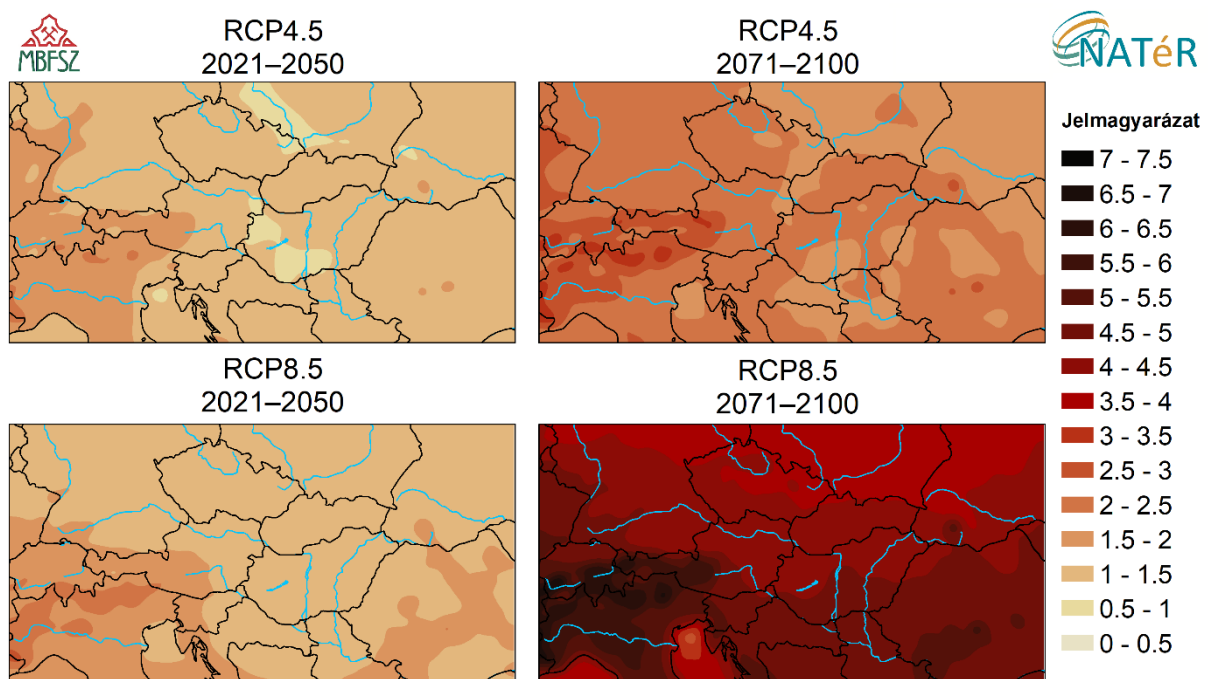 MBFSZ
RCP4.5
2021–2050
RCP4.5
2071–2100
NATéR
Jelmagyarázat
7 - 7.5
6.5 - 7
6 - 6.5
5.5 - 6
5 - 5.5
4.5 - 5
4 - 4.5
3.5 - 4
3 - 3.5
2.5 - 3
2 - 2.5
1.5 - 2
1 - 1.5
0.5 - 1
0 - 0.5
RCP8.5
2021–2050
RCP8.5
2071–2100